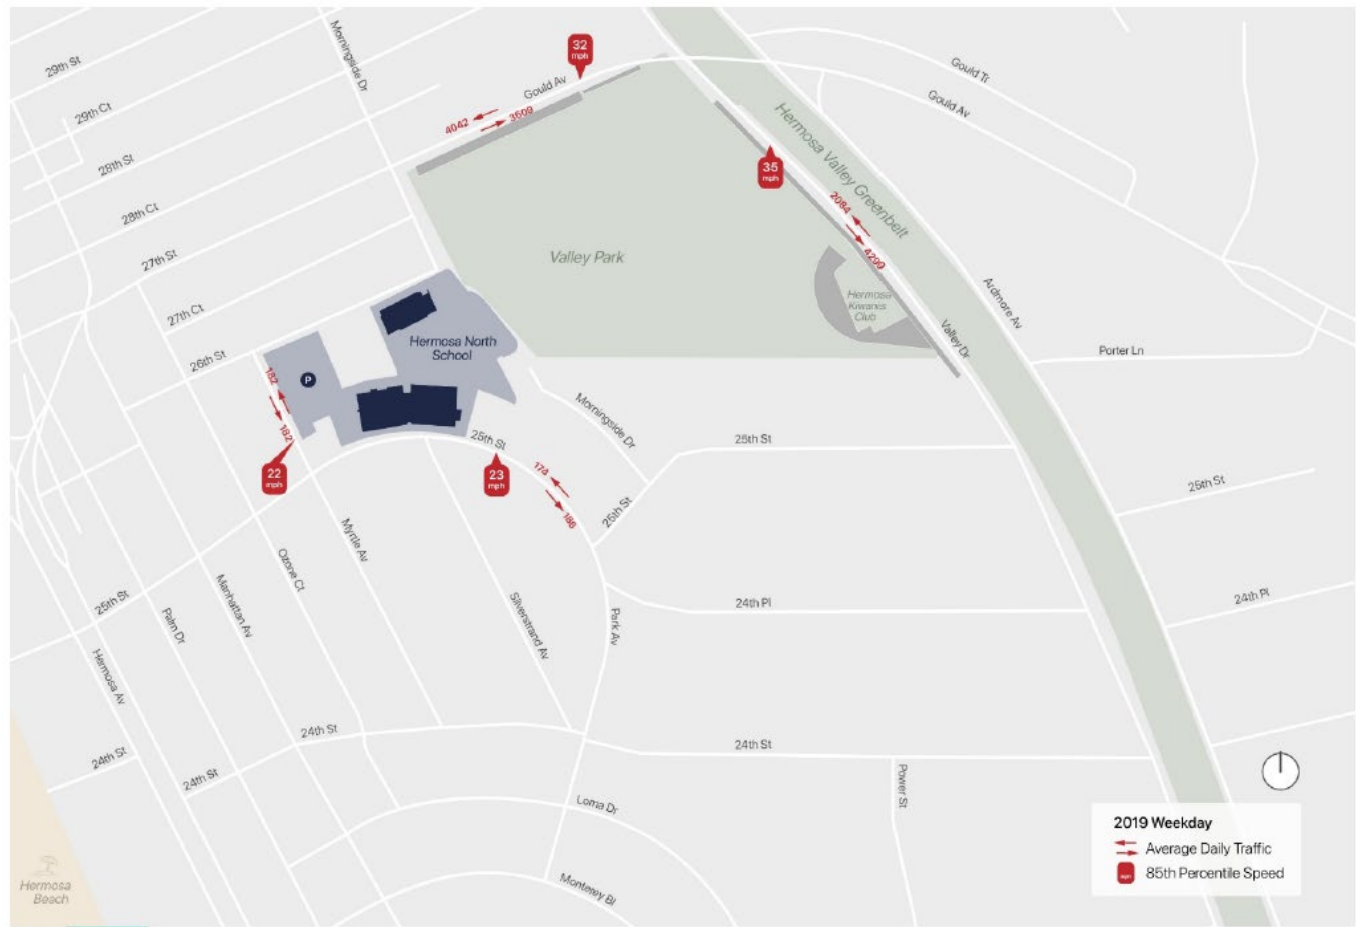 29th St
Morningside Dr
32
mph
Gould Av
4042
3609
29th Ct
28th St
28th Ct
27th St
27th Ct
26th St
Gould Tr
Gould Av
Hermosa Valley Greenbelt
35
mph
2084
4299
Valley Park
Hermosa
Kiwanis
Club
Ardmore Av
Valley Dr
Porter Ln
Hermosa North
School
P
182
182
22
mph
25th St
23
mph
174
186
Morningside Dr
25th St
25th St
25th St
Myrtle Av
Ozone Ct
Manhattan Av
Palm Dr
25th St
Hermosa Av
Silverstrand Av
Park Av
24th Pl
24th Pl
24th St
24th St
24th St
24th St
Power St
Loma Dr
Monterey Bl
Hermosa
Beach
2019 Weekday
Average Daily Traffic
mph
85th Percentile Speed